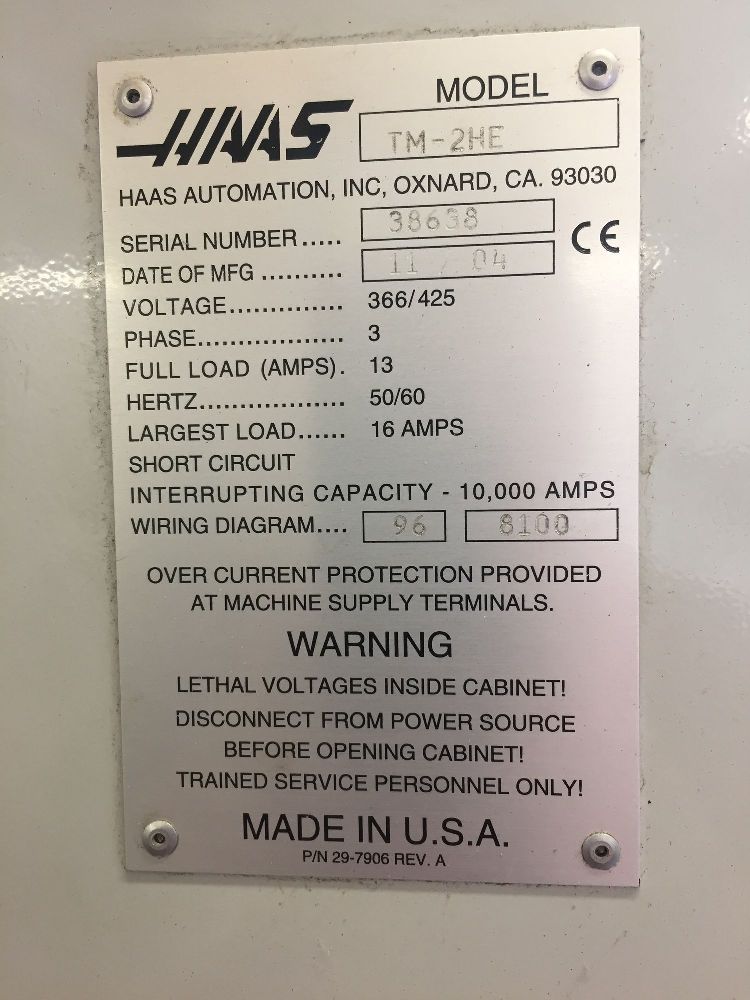 HAAS
MODEL
TM-2HE
HAAS AUTOMATION, INC, OXNARD, CA. 93030
SERIAL NUMBER ..... 38638
CE
DATE OF MFG .......... 11 / 04
VOLTAGE.............. 366/425
PHASE.................. 3
FULL LOAD (AMPS). 13
HERTZ.................. 50/60
LARGEST LOAD...... 16 AMPS
SHORT CIRCUIT
INTERRUPTING CAPACITY - 10,000 AMPS
WIRING DIAGRAM.... 96 8100
OVER CURRENT PROTECTION PROVIDED
AT MACHINE SUPPLY TERMINALS.
WARNING
LETHAL VOLTAGES INSIDE CABINET!
DISCONNECT FROM POWER SOURCE
BEFORE OPENING CABINET!
TRAINED SERVICE PERSONNEL ONLY!
MADE IN U.S.A.
P/N 29-7906 REV. A